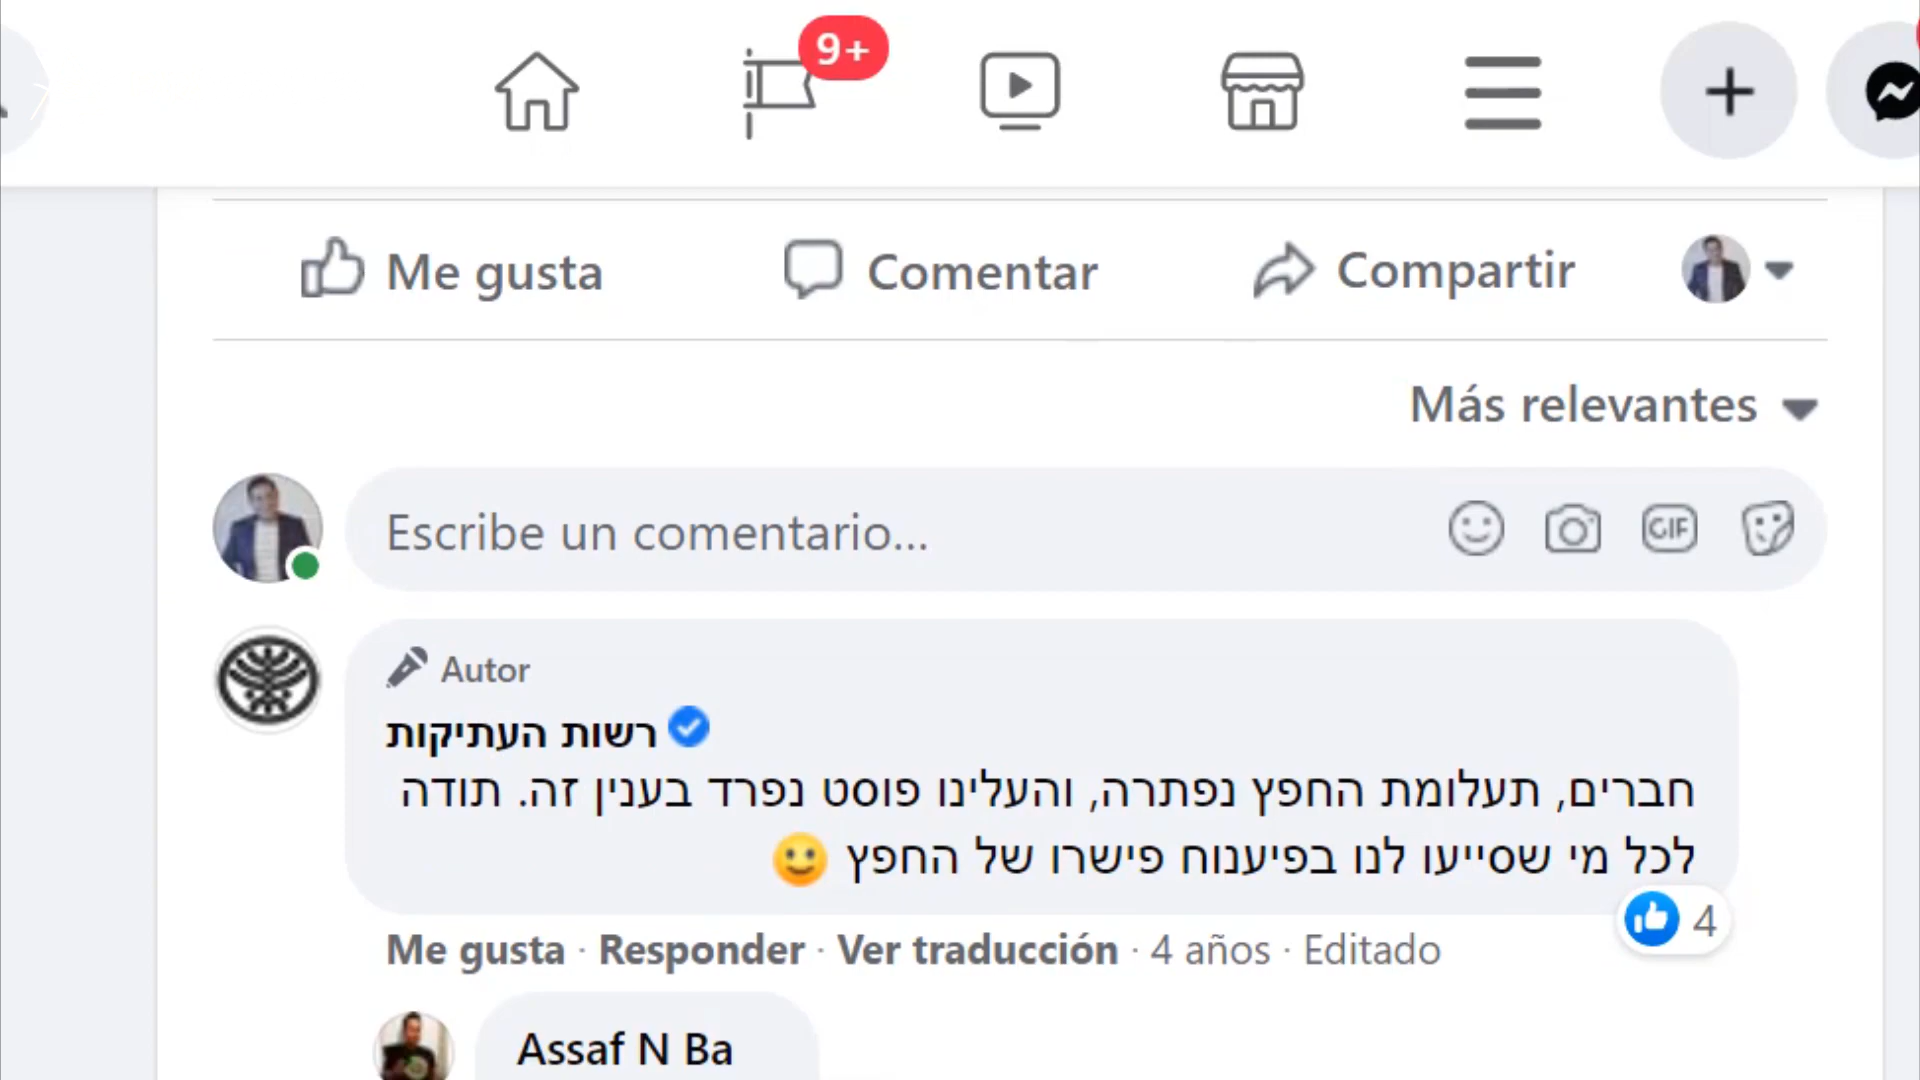 9+
Me gusta
Comentar
Compartir
Más relevantes
Escribe un comentario...
GIF
Autor
רשות העתיקות
חברים, תעלומת החפץ נפתרה, והעלינו פוסט נפרד בענין זה. תודה
לכל מי שסייעו לנו בפיענוח פישרו של החפץ
4
Me gusta · Responder · Ver traducción · 4 años · Editado
Assaf N Ba